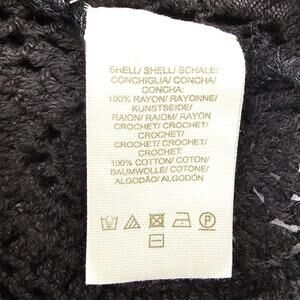 SHELL/ SHELL/ SCHALE/
CONCHIGLIA/ CONCHA/
CONCHA:
100% RAYON/ RAYONNE/
KUNSTSEIDE/
RAION/ RAIOM/ RAYÓN
CROCHET/ CROCHET/
CROCHET/ CROCHET/
CROCHET/ CROCHET:
100% COTTON/ COTON/
BAUMWOLLE/ COTONE/
ALGODÃO/ ALGODÓN
P